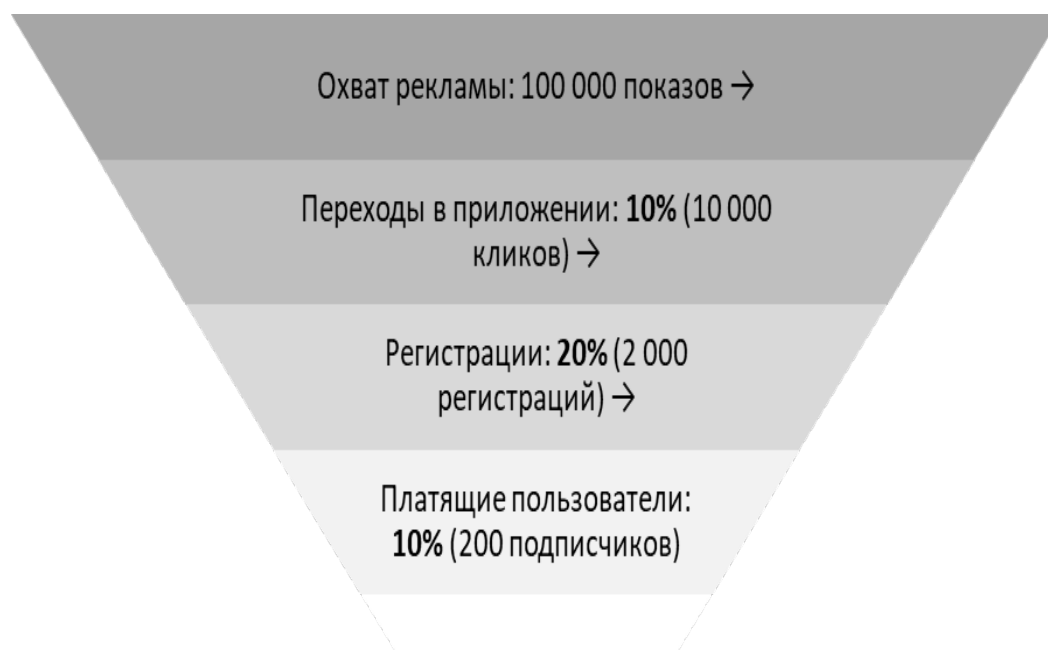 Охват рекламы: 100 000 показов →
Переходы в приложении: 10% (10 000
кликов) →
Регистрации: 20% (2 000
регистраций) →
Платящие пользователи:
10% (200 подписчиков)